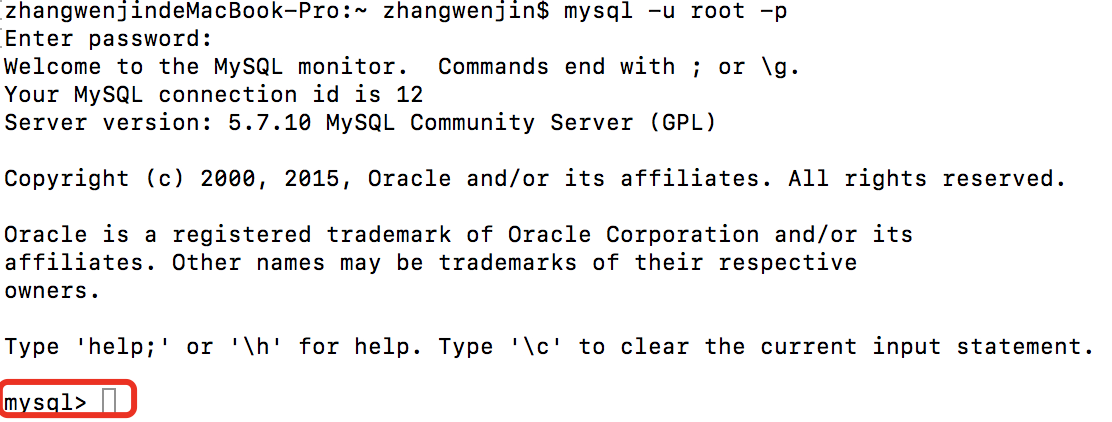 zhangwenjindeMacBook-Pro:~ zhangwenjin$ mysql -u root -p
Enter password:
Welcome to the MySQL monitor.  Commands end with ; or \g.
Your MySQL connection id is 12
Server version: 5.7.10 MySQL Community Server (GPL)
Copyright (c) 2000, 2015, Oracle and/or its affiliates. All rights reserved.
Oracle is a registered trademark of Oracle Corporation and/or its
affiliates. Other names may be trademarks of their respective
owners.
Type 'help;' or '\h' for help. Type '\c' to clear the current input statement.
mysql>